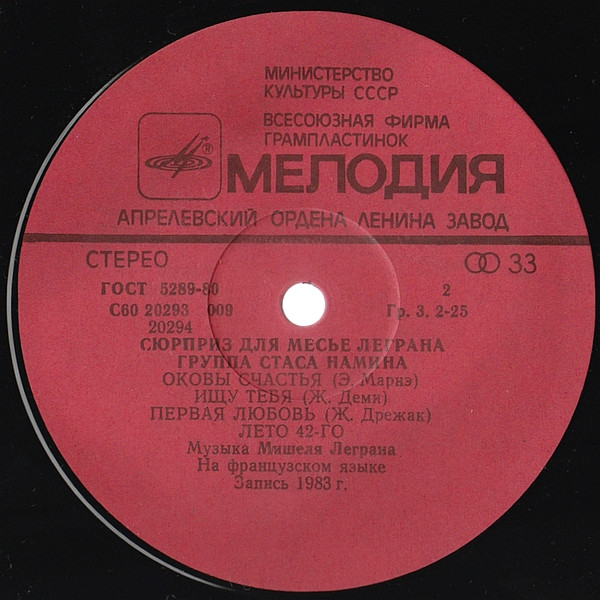 МИНИСТЕРСТВО
КУЛЬТУРЫ СССР
ВСЕСОЮЗНАЯ ФИРМА
ГРАМПЛАСТИНОК
®
МЕЛОДИЯ
АПРЕЛЕВСКИЙ ОРДЕНА ЛЕНИНА ЗАВОД
СТЕРЕО 33
ГОСТ 5289-80 2
С60 20293 009 Гр. 3. 2-25
20294
СЮРПРИЗ ДЛЯ МЕСЬЕ ЛЕГРАНА
ГРУППА СТАСА НАМИНА
ОКОВЫ СЧАСТЬЯ (Э. Марнэ)
ИЩУ ТЕБЯ (Ж. Деми)
ПЕРВАЯ ЛЮБОВЬ (Ж. Дрежак)
ЛЕТО 42-ГО
Музыка Мишеля Леграна
На французском языке
Запись 1983 г.